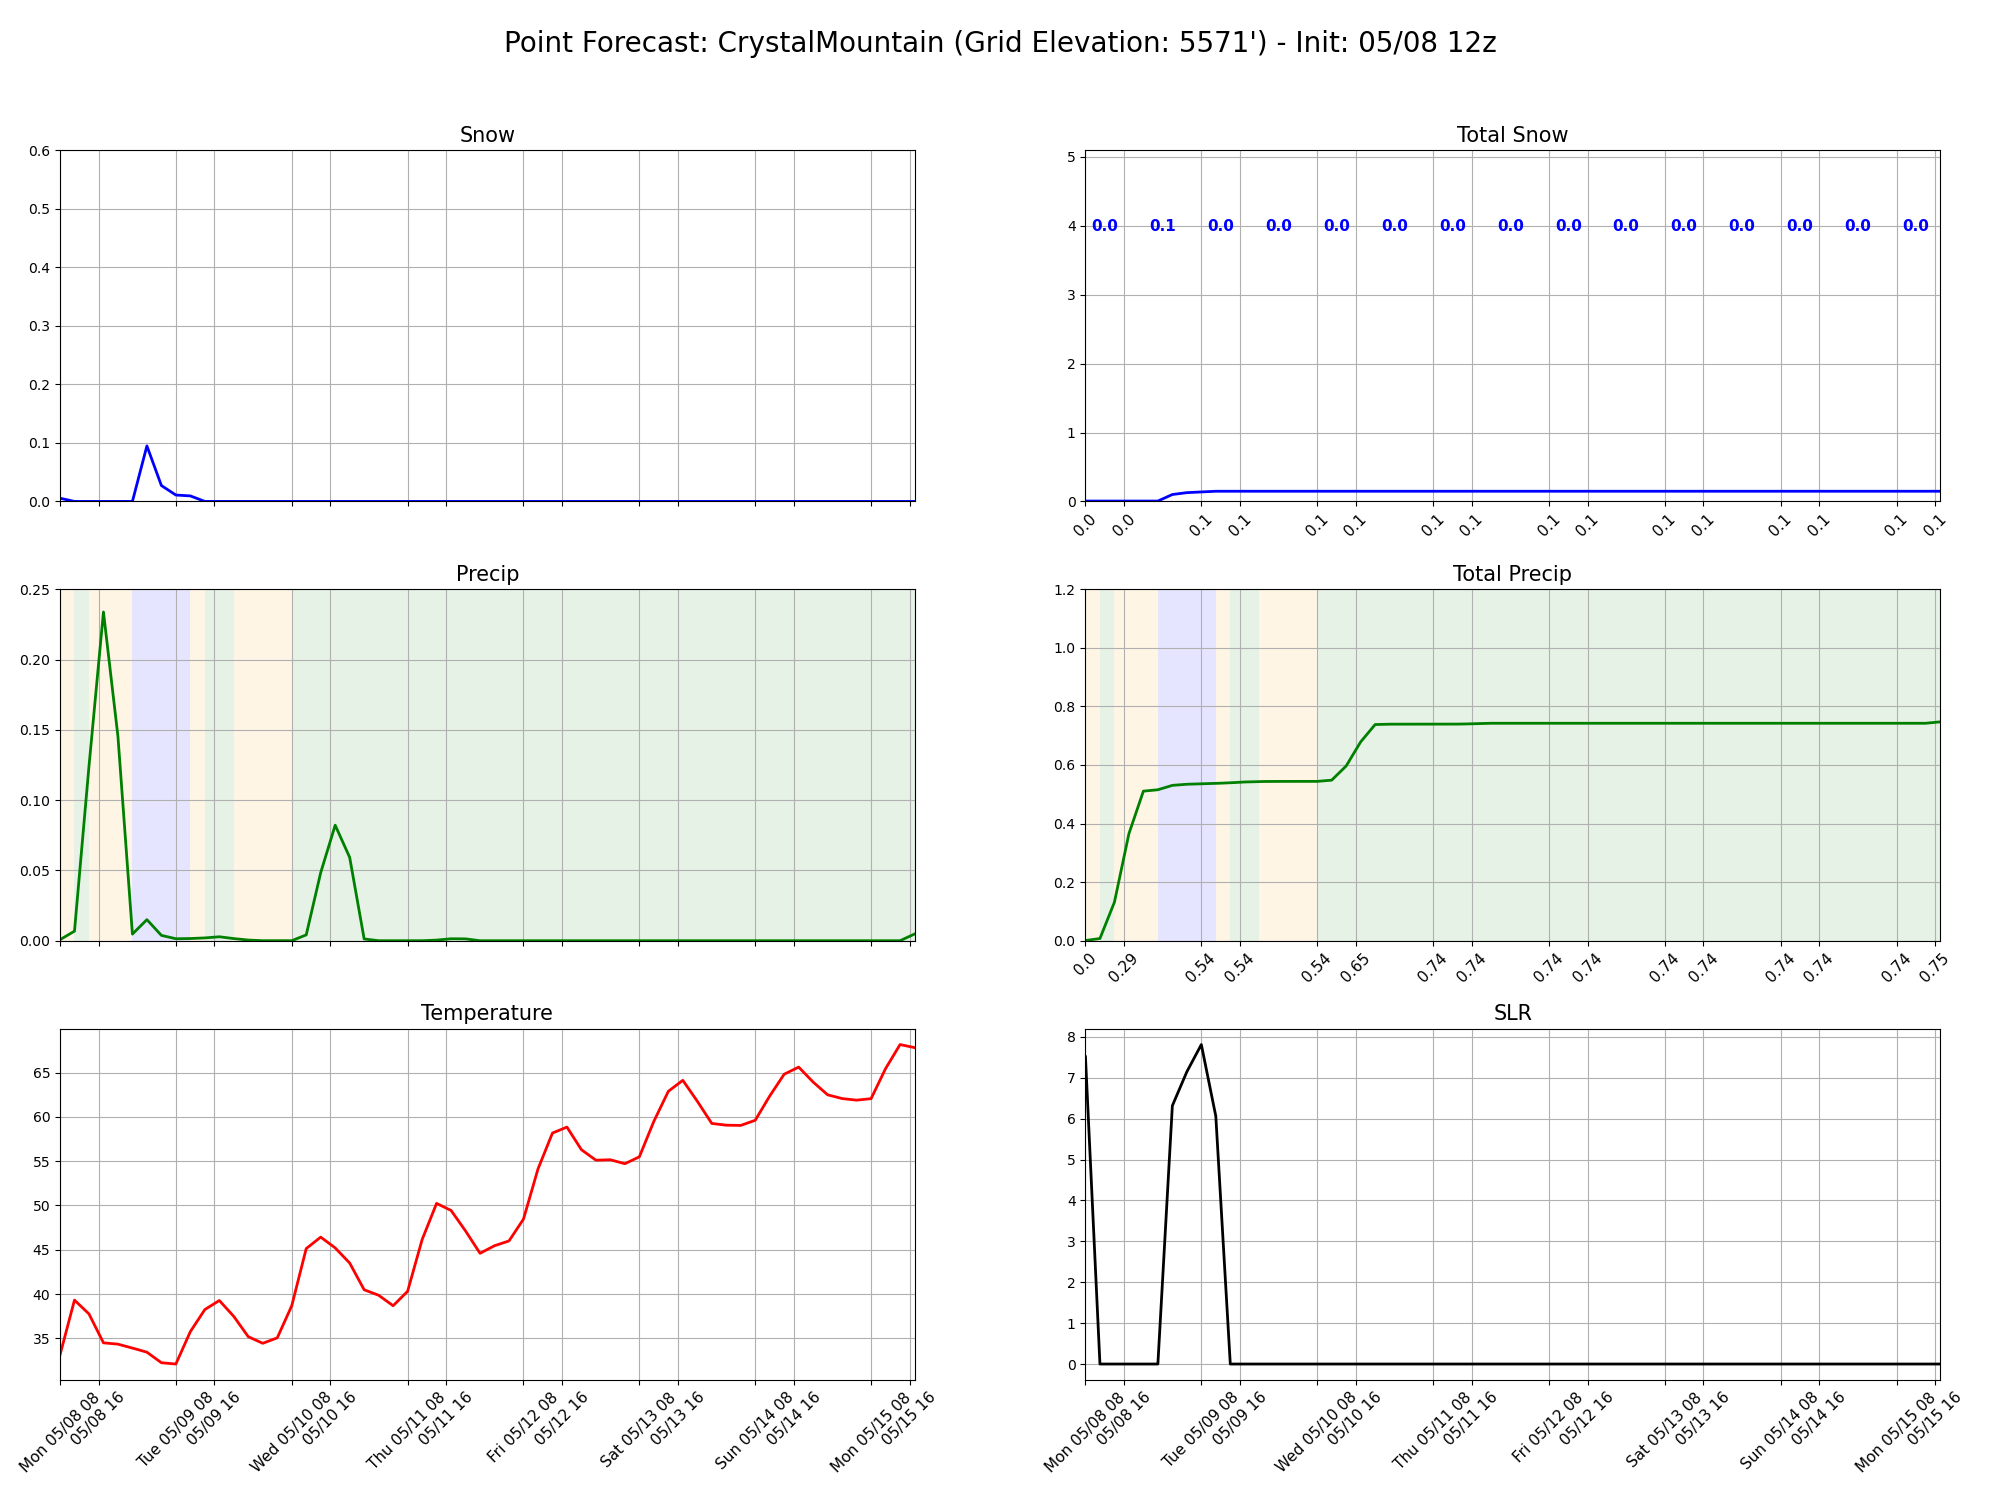 Point Forecast: CrystalMountain (Grid Elevation: 5571') - Init: 05/08 12z
Snow
0.6
0.5
0.4
0.3
0.2
0.1
0.0
Total Snow
5
4
3
2
1
0
0.0 0.1 0.0 0.0 0.0 0.0 0.0 0.0 0.0 0.0 0.0 0.0 0.0 0.0 0.0
0.0 0.0 0.1 0.1 0.1 0.1 0.1 0.1 0.1 0.1 0.1 0.1 0.1 0.1 0.1 0.1
Precip
0.25
0.20
0.15
0.10
0.05
0.00
Total Precip
1.2
1.0
0.8
0.6
0.4
0.2
0.0
0.0 0.29 0.54 0.54 0.54 0.65 0.74 0.74 0.74 0.74 0.74 0.74 0.74 0.74 0.74 0.75
Temperature
65
60
55
50
45
40
35
Mon 05/08 08
05/08 16
Tue 05/09 08
05/09 16
Wed 05/10 08
05/10 16
Thu 05/11 08
05/11 16
Fri 05/12 08
05/12 16
Sat 05/13 08
05/13 16
Sun 05/14 08
05/14 16
Mon 05/15 08
05/15 16
SLR
8
7
6
5
4
3
2
1
0
Mon 05/08 08
05/08 16
Tue 05/09 08
05/09 16
Wed 05/10 08
05/10 16
Thu 05/11 08
05/11 16
Fri 05/12 08
05/12 16
Sat 05/13 08
05/13 16
Sun 05/14 08
05/14 16
Mon 05/15 08
05/15 16